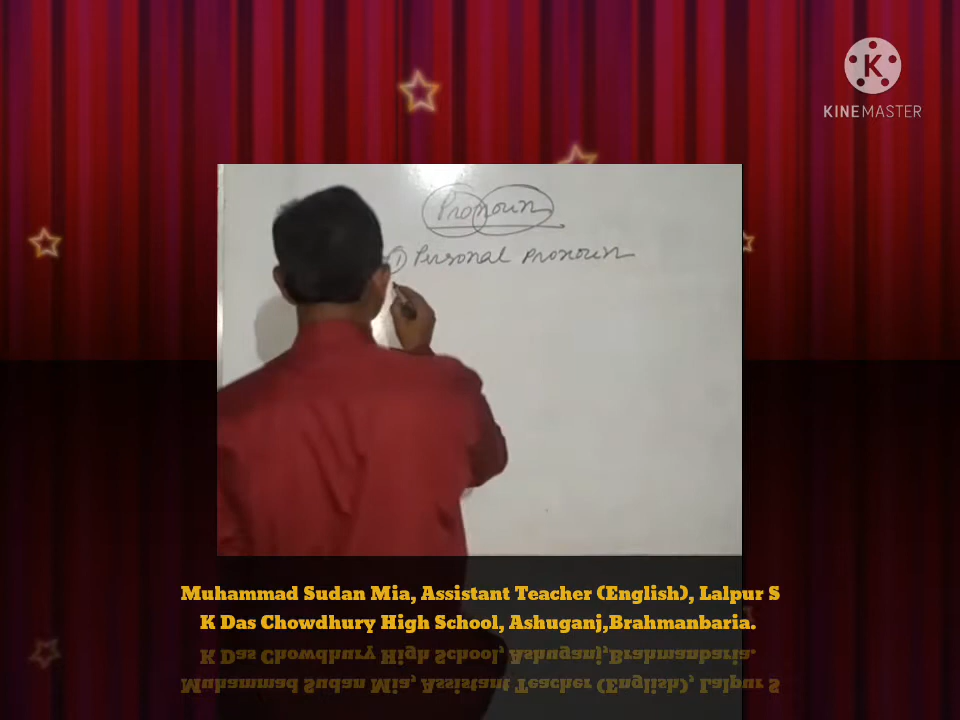 KINEMASTER
Pronoun
① Personal Pronoun
Muhammad Sudan Mia, Assistant Teacher (English), Lalpur S
K Das Chowdhury High School, Ashuganj,Brahmanbaria.